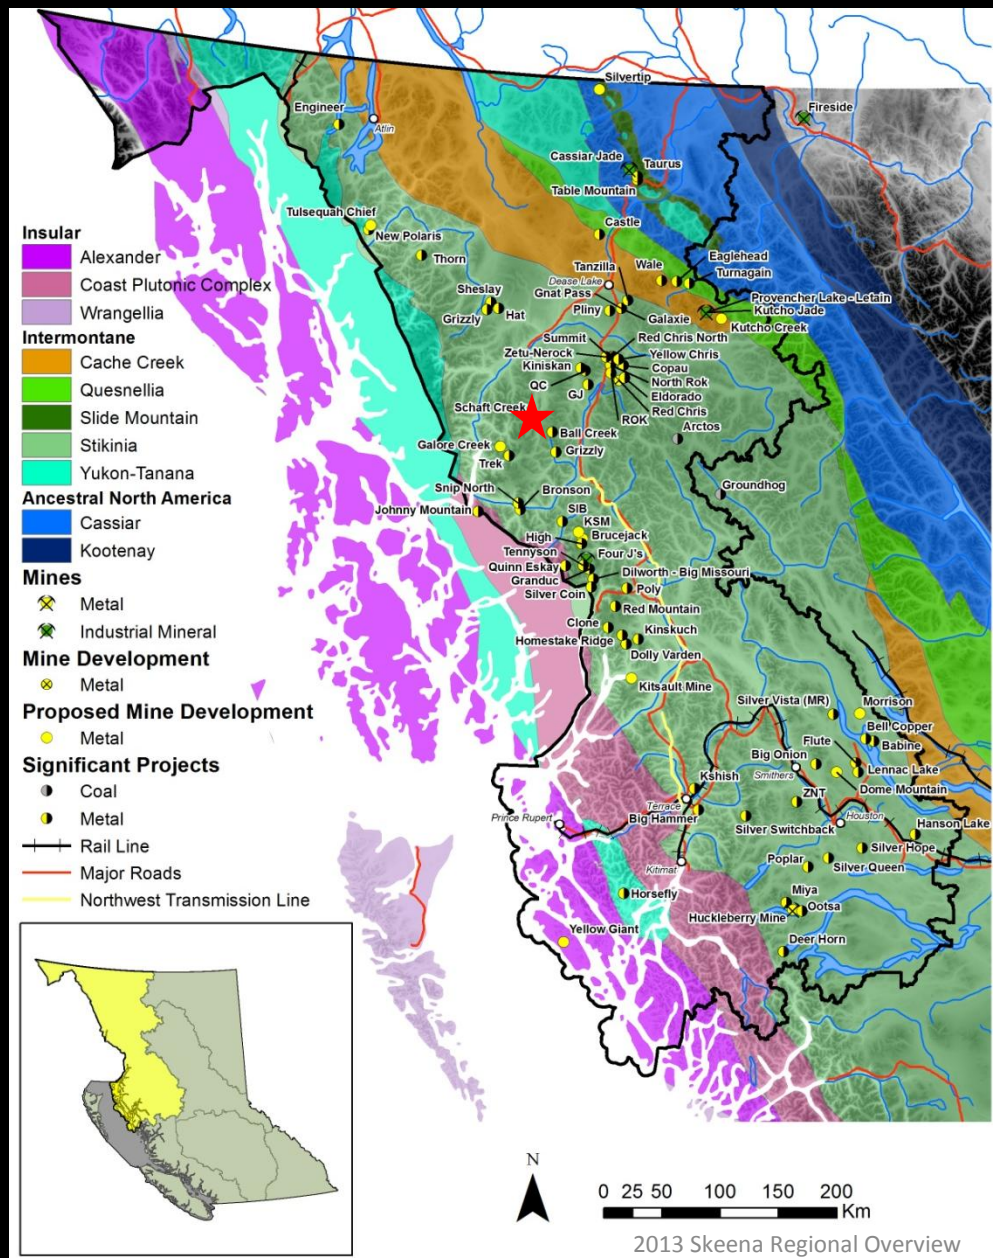 Silvertip
Fireside
Engineer
Atlin
Cassiar Jade
Taurus
Table Mountain
Tulsequah Chief
New Polaris
Castle
Thorn
Eaglehead
Wale
Turnagain
Tanzilla
Dease Lake
Gnat Pass
Provencher Lake - Letain
Kutcho Jade
Sheslay
Pliny
Galaxie
Kutcho Creek
Grizzly
Hat
Summit
Red Chris North
Zetu-Nerock
Yellow Chris
Kiniskan
Copau
QC
North Rok
GJ
Eldorado
Schaft Creek
Red Chris
ROK
Arctos
Ball Creek
Galore Creek
Grizzly
Trek
Groundhog
Snip North
Bronson
Johnny Mountain
SIB
KSM
High
Brucejack
Tennyson
Four J's
Quinn Eskay
Dilworth - Big Missouri
Granduc
Silver Coin
Poly
Red Mountain
Clone
Kinskuch
Homestake Ridge
Dolly Varden
Kitsault Mine
Silver Vista (MR)
Morrison
Bell Copper
Flute
Babine
Big Onion
Lennac Lake
Smithers
Kshish
Dome Mountain
Terrace
ZNT
Prince Rupert
Big Hammer
Houston
Hanson Lake
Silver Switchback
Silver Hope
Poplar
Silver Queen
Kitimat
Horsefly
Miya
Ootsa
Huckleberry Mine
Yellow Giant
Deer Horn
Insular
Alexander
Coast Plutonic Complex
Wrangellia
Intermontane
Cache Creek
Quesnellia
Slide Mountain
Stikinia
Yukon-Tanana
Ancestral North America
Cassiar
Kootenay
Mines
Metal
Industrial Mineral
Mine Development
Metal
Proposed Mine Development
Metal
Significant Projects
Coal
Metal
Rail Line
Major Roads
Northwest Transmission Line
N
0 25 50 100 150 200
Km
2013 Skeena Regional Overview